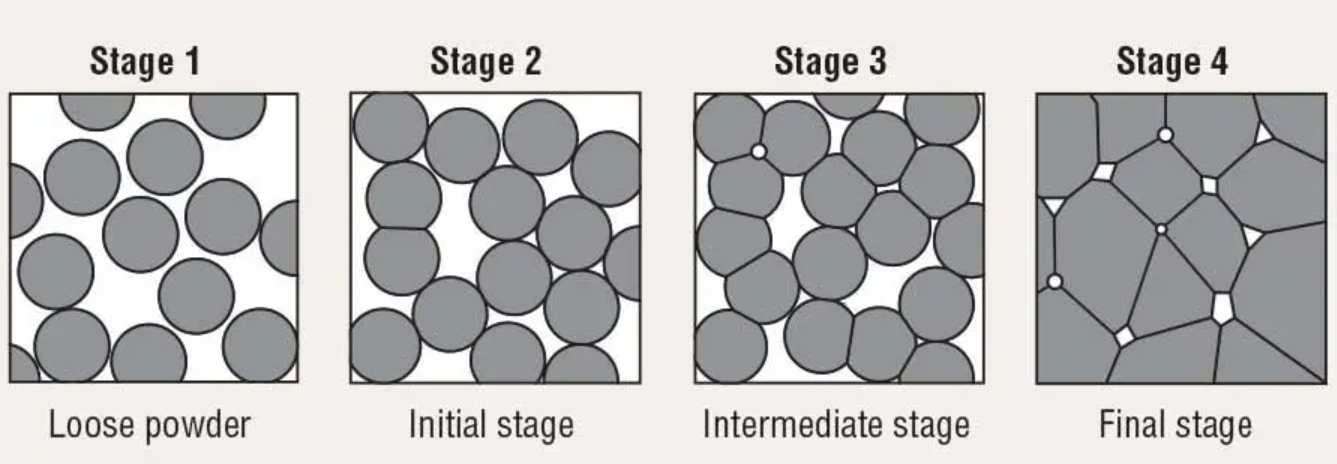 Stage 1
Stage 2
Stage 3
Stage 4
Loose powder
Initial stage
Intermediate stage
Final stage